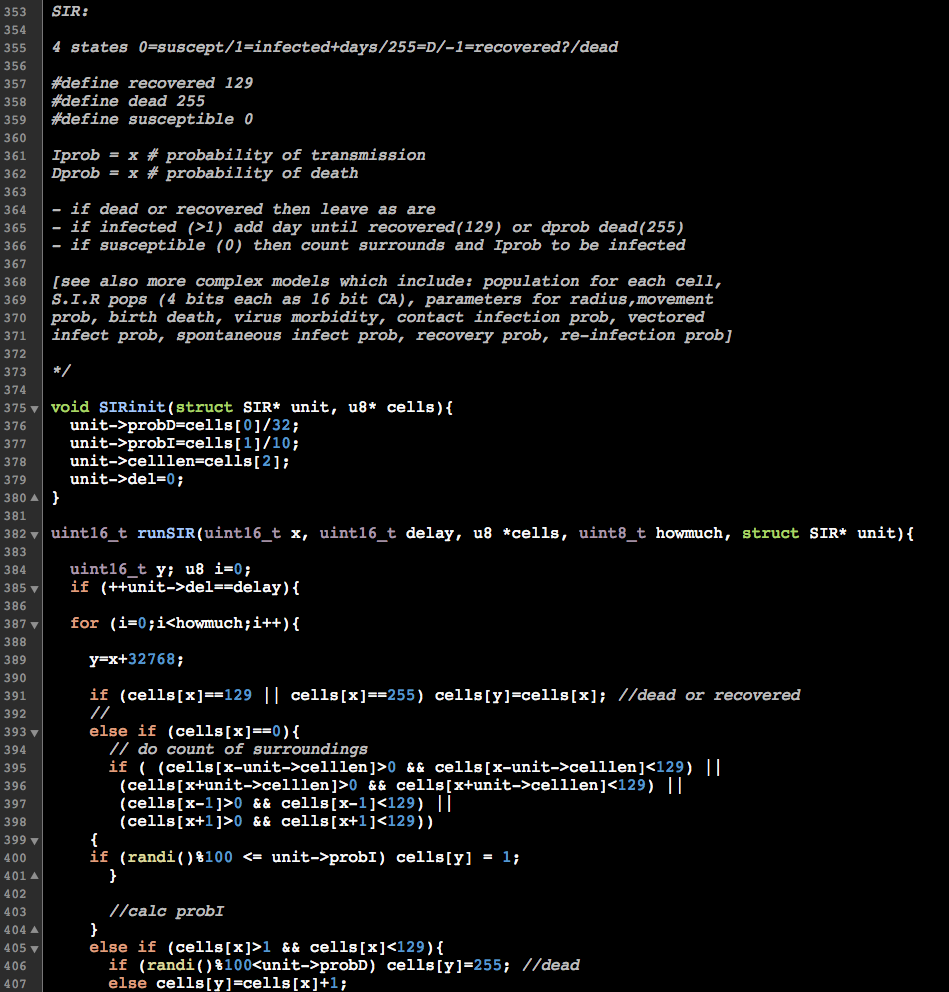 353 SIR:
354
355 4 states 0=suscept/1=infected+days/255=D/-1=recovered?/dead
356
357 #define recovered 129
358 #define dead 255
359 #define susceptible 0
360
361 Iprob = x # probability of transmission
362 Dprob = x # probability of death
363
364 - if dead or recovered then leave as are
365 - if infected (>1) add day until recovered(129) or dprob dead(255)
366 - if susceptible (0) then count surrounds and Iprob to be infected
367
368 [see also more complex models which include: population for each cell,
369 S.I.R pops (4 bits each as 16 bit CA), parameters for radius,movement
370 prob, birth death, virus morbidity, contact infection prob, vectored
371 infect prob, spontaneous infect prob, recovery prob, re-infection prob]
372
373 */
374
375 void SIRinit(struct SIR* unit, u8* cells){
376   unit->probD=cells[0]/32;
377   unit->probI=cells[1]/10;
378   unit->celllen=cells[2];
379   unit->del=0;
380 }
381
382 uint16_t runSIR(uint16_t x, uint16_t delay, u8 *cells, uint8_t howmuch, struct SIR* unit){
383
384   uint16_t y; u8 i=0;
385   if (++unit->del==delay){
386
387   for (i=0;i<howmuch;i++){
388
389     y=x+32768;
390
391     if (cells[x]==129 || cells[x]==255) cells[y]=cells[x]; //dead or recovered
392     //
393     else if (cells[x]==0){
394       // do count of surroundings
395       if ( (cells[x-unit->celllen]>0 && cells[x-unit->celllen]<129) ||
396        (cells[x+unit->celllen]>0 && cells[x+unit->celllen]<129) ||
397        (cells[x-1]>0 && cells[x-1]<129) ||
398        (cells[x+1]>0 && cells[x+1]<129))
399     {
400     if (randi()%100 <= unit->probI) cells[y] = 1;
401       }
402
403       //calc probI
404     }
405     else if (cells[x]>1 && cells[x]<129){
406       if (randi()%100<unit->probD) cells[y]=255; //dead
407       else cells[y]=cells[x]+1;